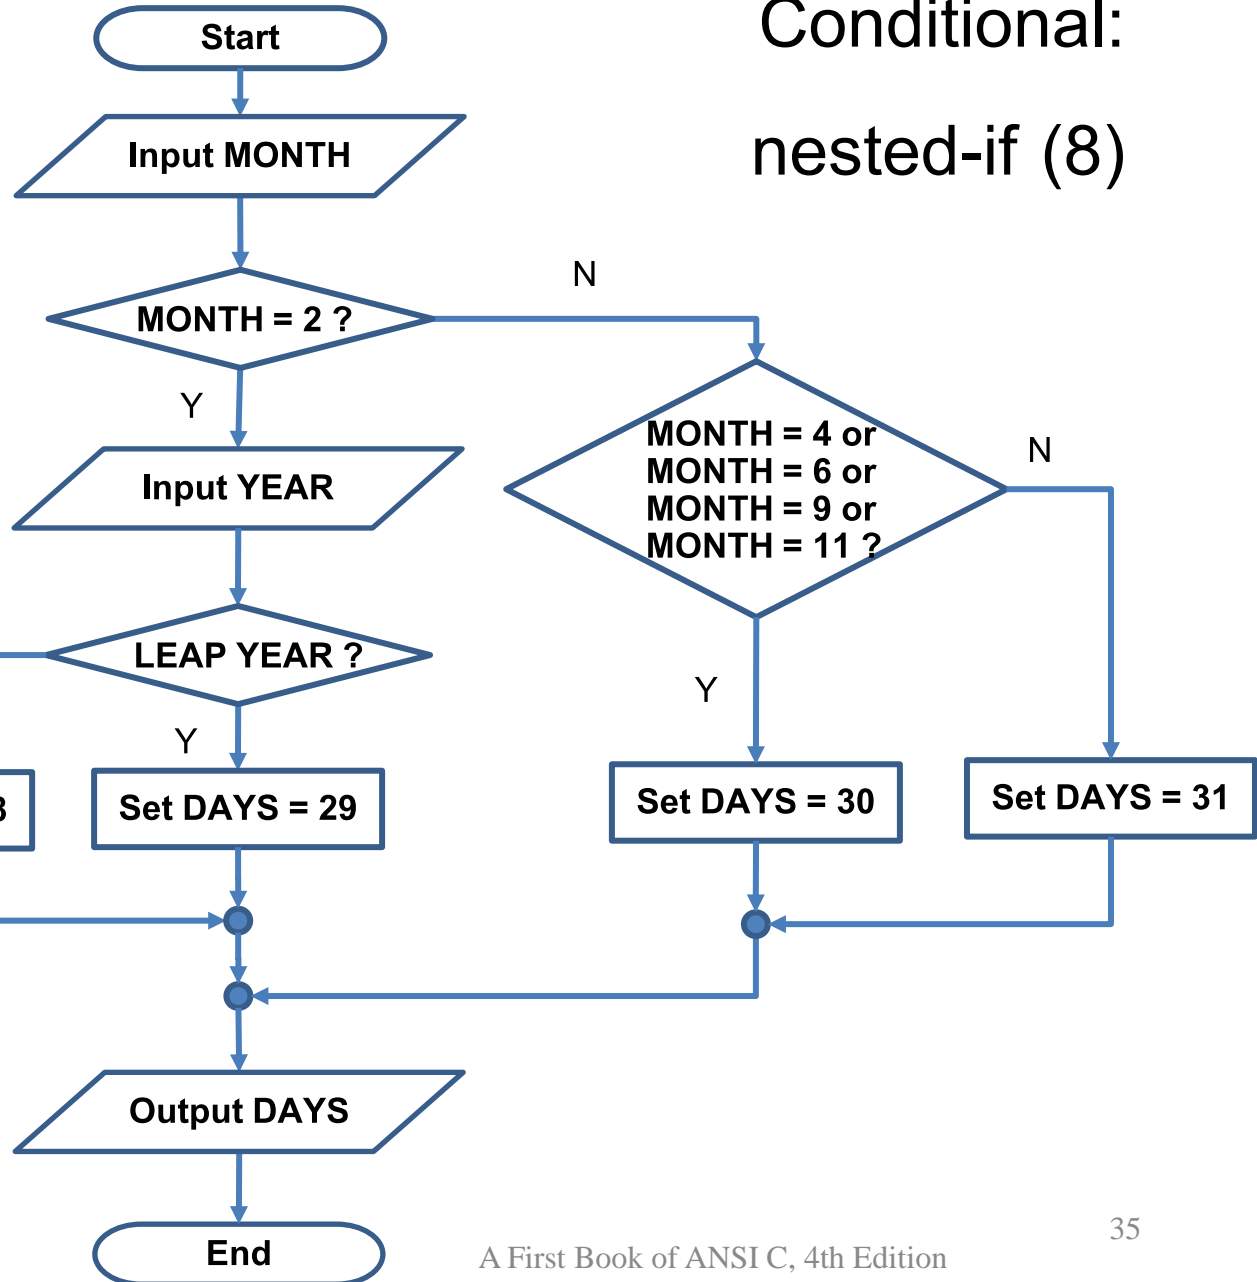 Conditional:
nested-if (8)
Start
Input MONTH
MONTH = 2 ?
N
Y
MONTH = 4 or
MONTH = 6 or
MONTH = 9 or
MONTH = 11 ?
N
Input YEAR
LEAP YEAR ?
Y
Y
8
Set DAYS = 29
Set DAYS = 30
Set DAYS = 31
Output DAYS
End
A First Book of ANSI C, 4th Edition
35